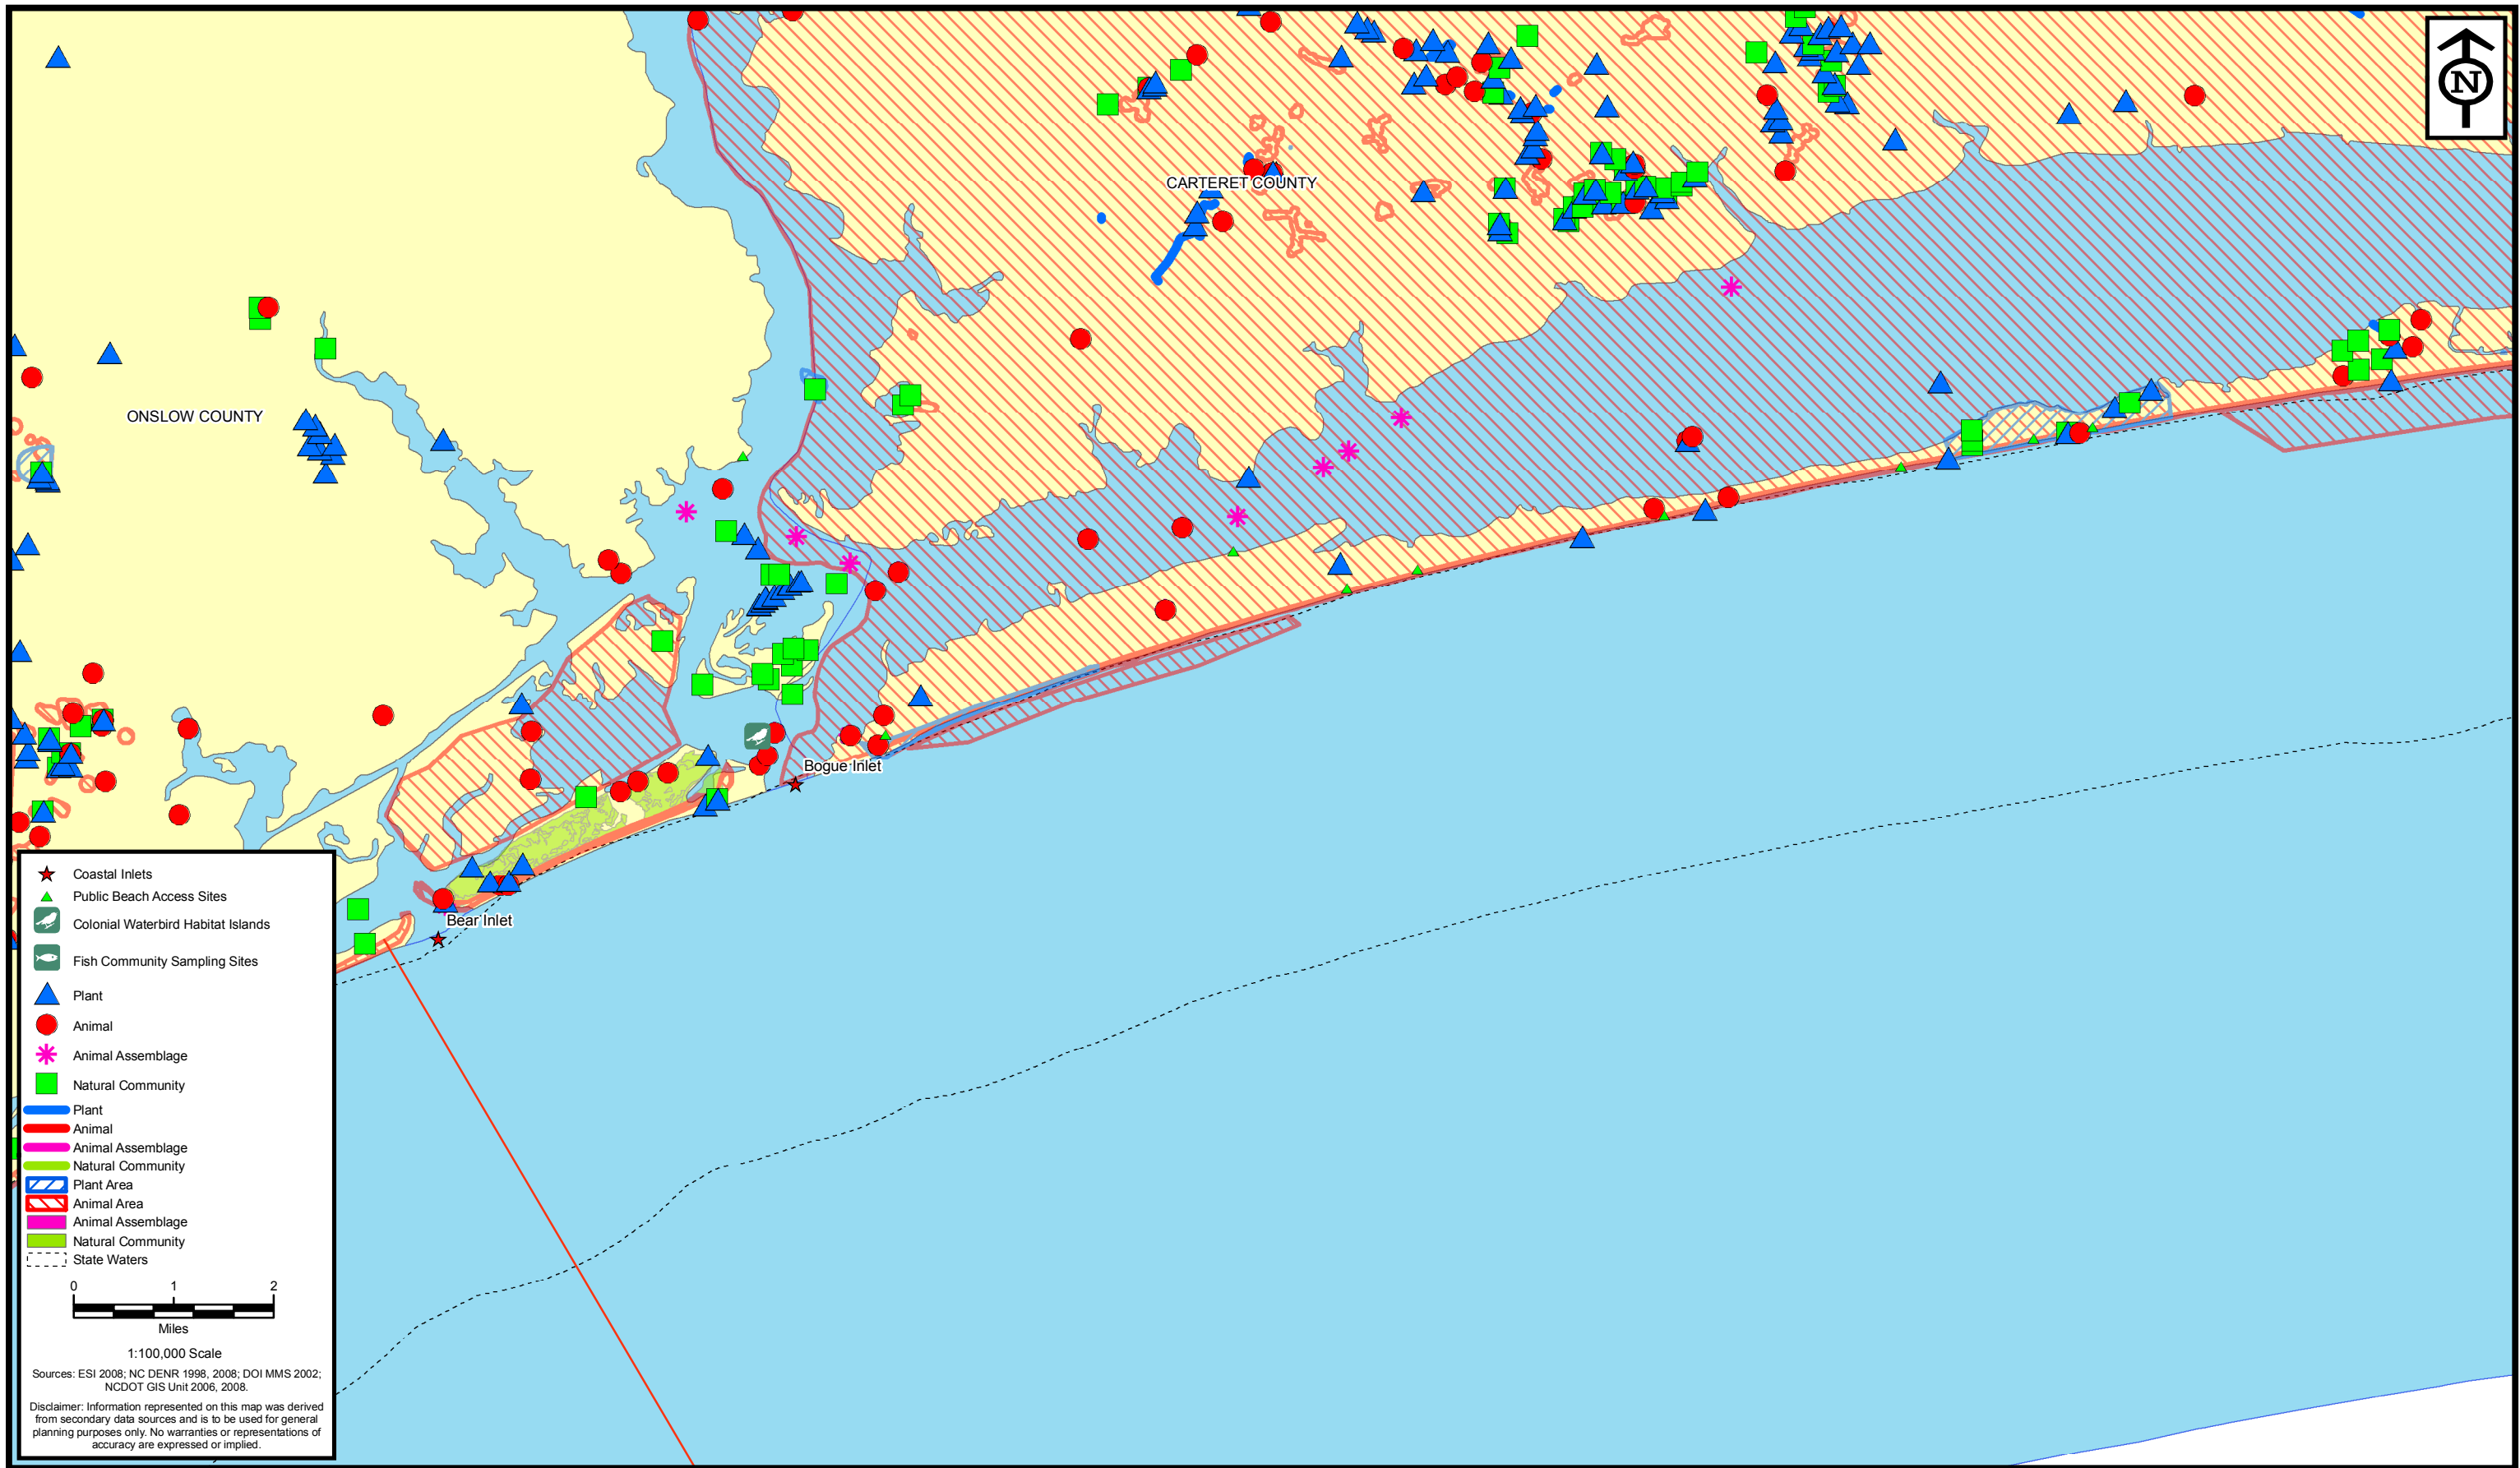 N
CARTERET COUNTY
ONSLOW COUNTY
Bogue Inlet
Bear Inlet
Coastal Inlets
Public Beach Access Sites
Colonial Waterbird Habitat Islands
Fish Community Sampling Sites
Plant
Animal
Animal Assemblage
Natural Community
Plant
Animal
Animal Assemblage
Natural Community
Plant Area
Animal Area
Animal Assemblage
Natural Community
State Waters
0 1 2
Miles
1:100,000 Scale
Sources: ESI 2008; NC DENR 1998, 2008; DOI MMS 2002;
NCDOT GIS Unit 2006, 2008.
Disclaimer: Information represented on this map was derived
from secondary data sources and is to be used for general
planning purposes only. No warranties or representations of
accuracy are expressed or implied.